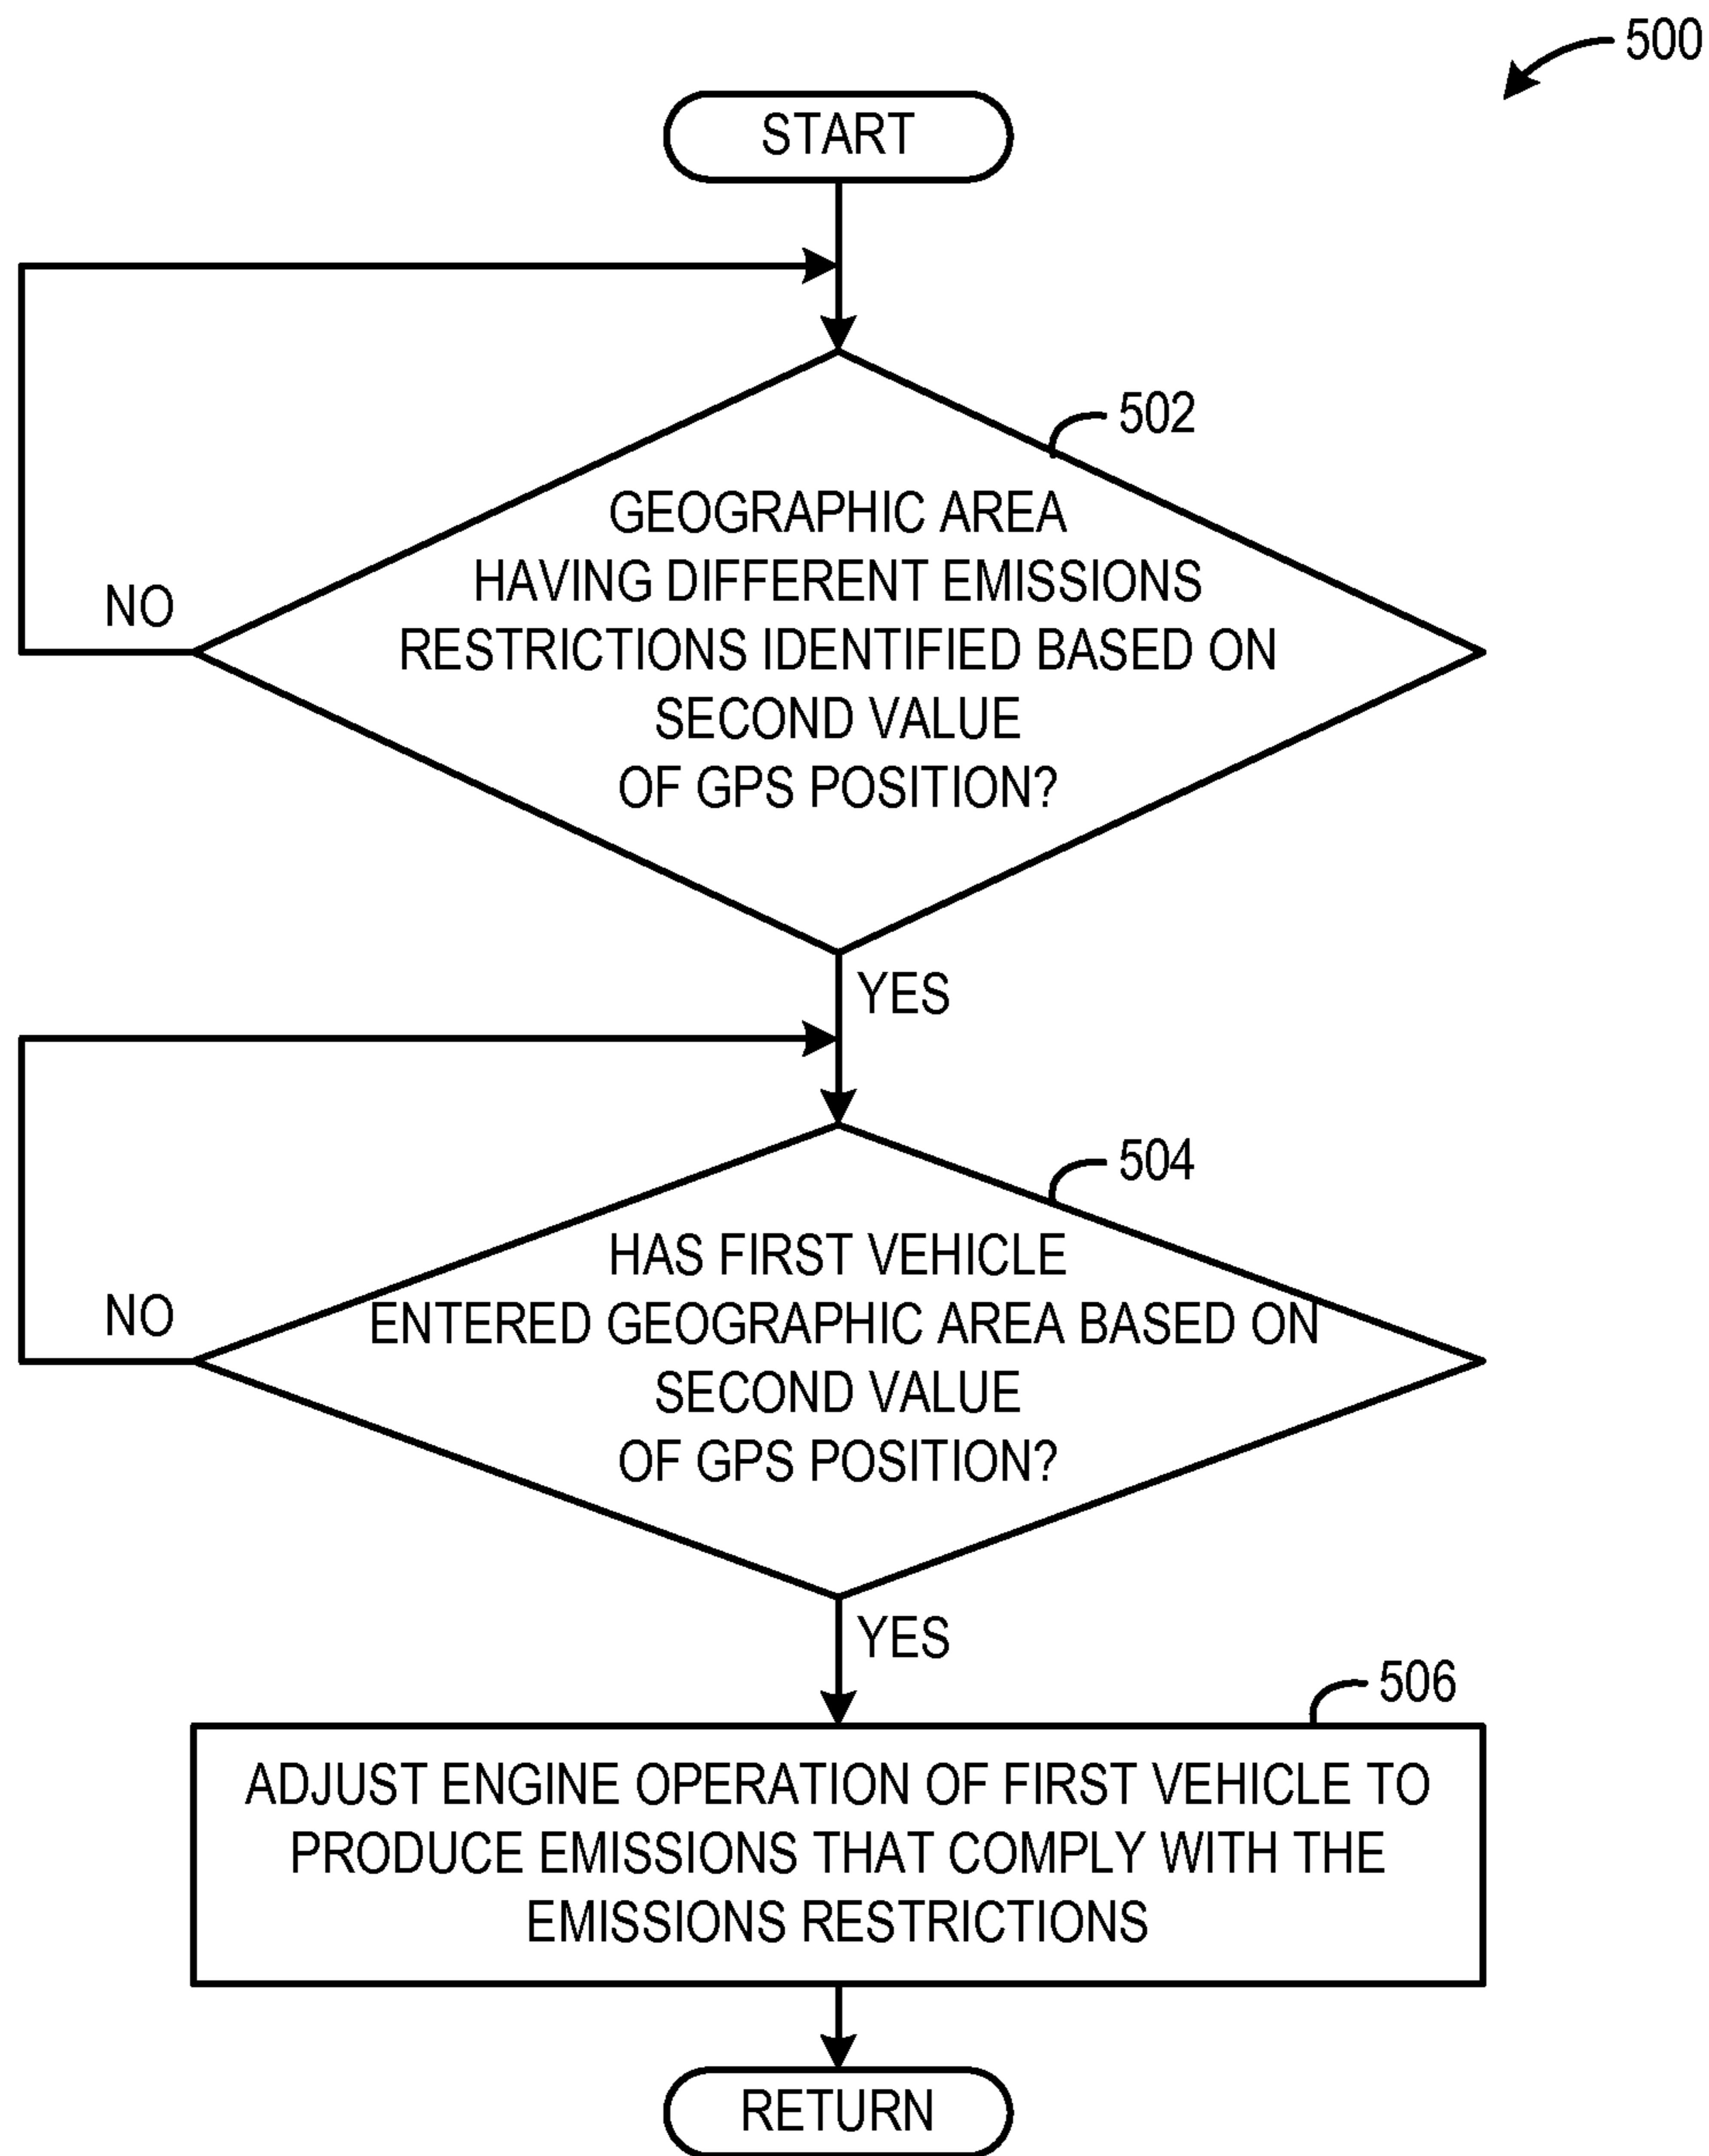 500
START
502
GEOGRAPHIC AREA
HAVING DIFFERENT EMISSIONS
RESTRICTIONS IDENTIFIED BASED ON
SECOND VALUE
OF GPS POSITION?
NO
YES
504
HAS FIRST VEHICLE
ENTERED GEOGRAPHIC AREA BASED ON
SECOND VALUE
OF GPS POSITION?
NO
YES
506
ADJUST ENGINE OPERATION OF FIRST VEHICLE TO
PRODUCE EMISSIONS THAT COMPLY WITH THE
EMISSIONS RESTRICTIONS
RETURN